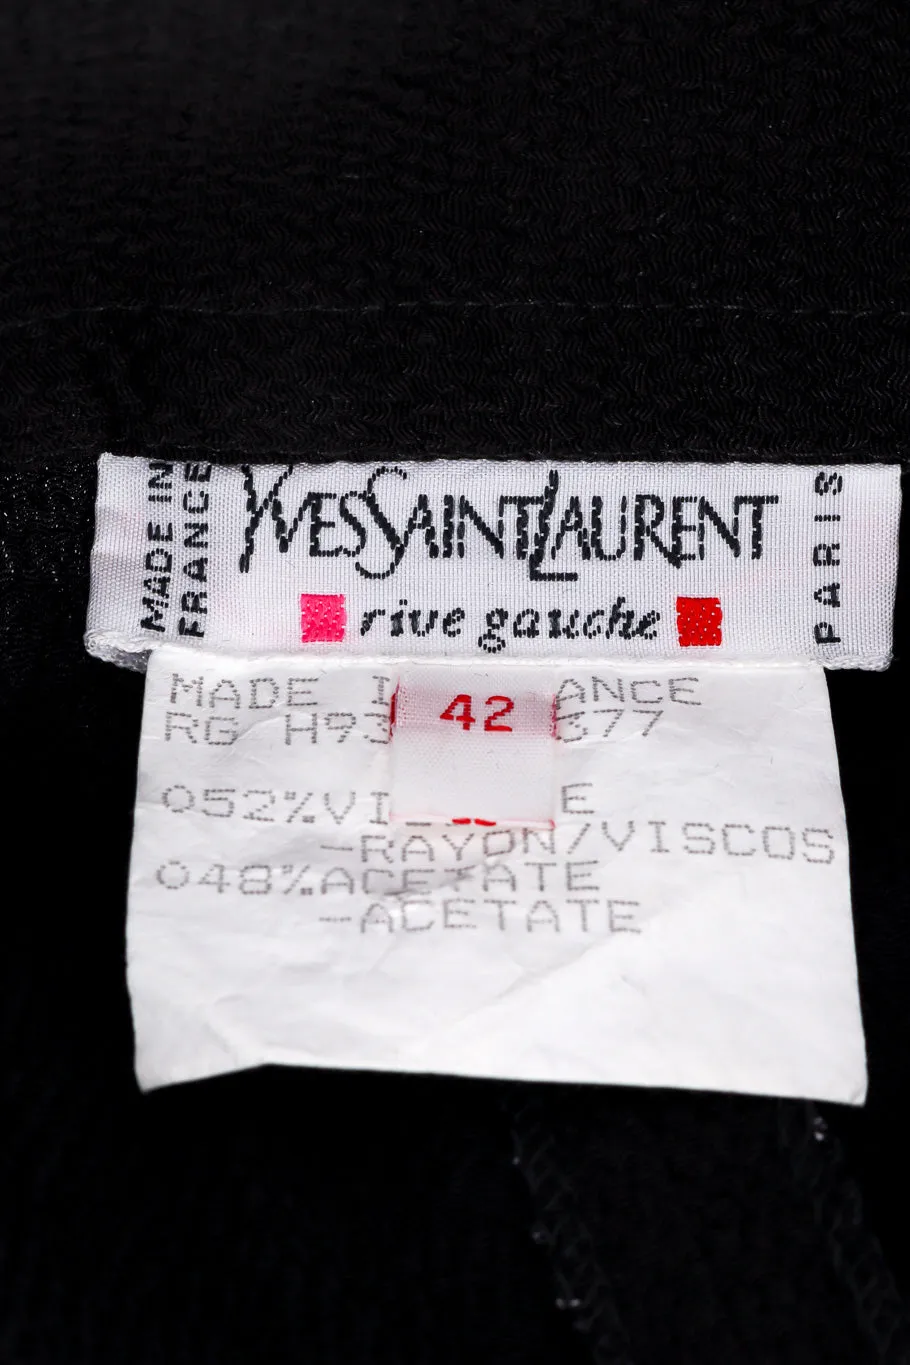 MADE IN
FRANCE
YVES SAINT LAURENT
rive gauche
PARIS
42
MADE ANCE
RG H93 377
052%VI E
-RAYON/VISCOS
048%ACETATE
-ACETATE